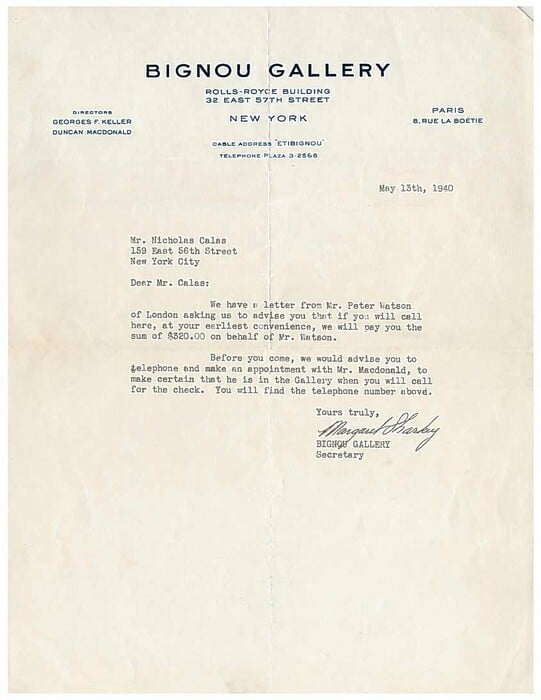 BIGNOU GALLERY
ROLLS-ROYCE BUILDING
32 EAST 57TH STREET
NEW YORK
DIRECTORS
GEORGES F. KELLER
DUNCAN MACDONALD
PARIS
8, RUE LA BOËTIE
CABLE ADDRESS "ETIBIGNOU"
TELEPHONE PLAZA 3-2568
May 13th, 1940
Mr. Nicholas Calas
159 East 56th Street
New York City
Dear Mr. Calas:
We have a letter from Mr. Peter Watson
of London asking us to advise you that if you will call
here, at your earliest convenience, we will pay you the
sum of $320.00 on behalf of Mr. Watson.
Before you come, we would advise you to
telephone and make an appointment with Mr. Macdonald, to
make certain that he is in the Gallery when you will call
for the check. You will find the telephone number above.
Yours truly,
Margaret Sharkey
BIGNOU GALLERY
Secretary